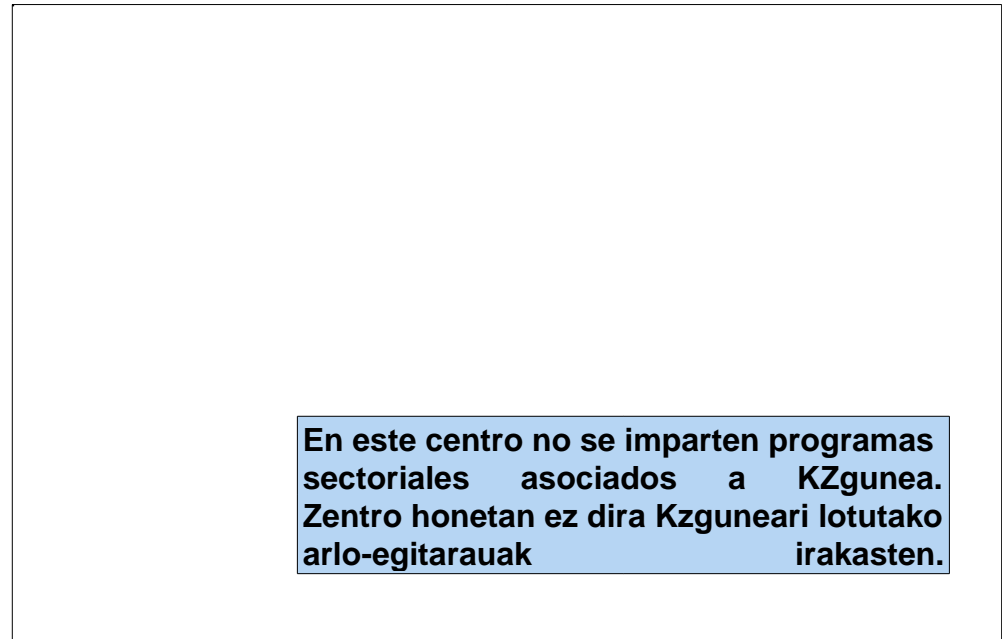 En este centro no se imparten programas
sectoriales asociados a KZgunea.
Zentro honetan ez dira Kzguneari lotutako
arlo-egitarauak irakasten.